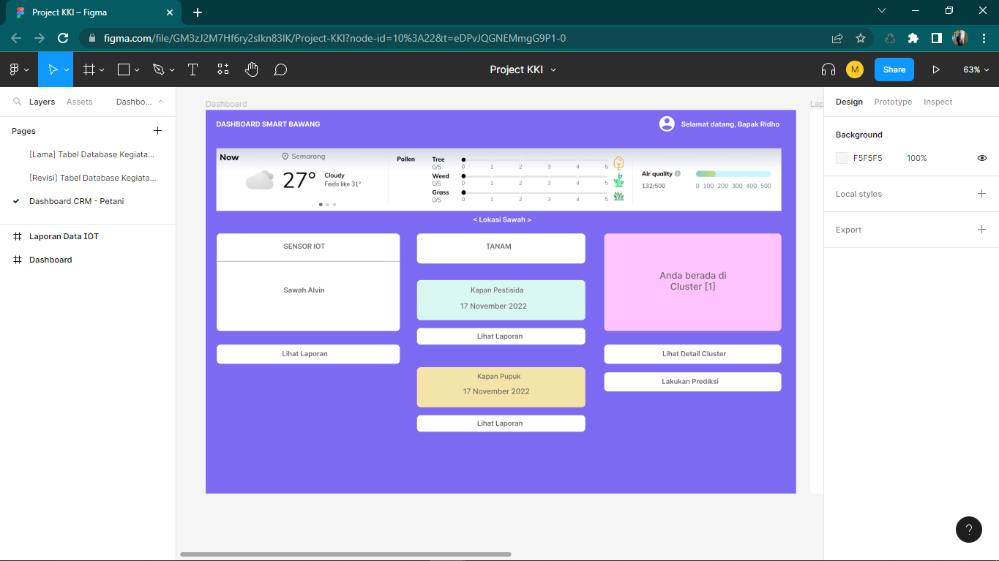 Project KKI – Figma
figma.com/file/GM3zJ2M7Hf6ry2sIkn83lK/Project-KKI?node-id=10%3A22&t=eDPvJQGNEMmgG9P1-0
Project KKI
M
Share
63%
Layers
Assets
Dashbo...
Pages
[Lama] Tabel Database Kegiata...
[Revisi] Tabel Database Kegiata...
Dashboard CRM - Petani
Laporan Data IOT
Dashboard
Dashboard
Lap
DASHBOARD SMART BAWANG
Selamat datang, Bapak Ridho
Now
Semarang
27°
Cloudy
Feels like 31°
Pollen
Tree
0/5
0 1 2 3 4 5
Weed
0/5
0 1 2 3 4 5
Grass
0/5
0 1 2 3 4 5
Air quality
132/500
0 100 200 300 400 500
< Lokasi Sawah >
SENSOR IOT
Sawah Alvin
Lihat Laporan
TANAM
Kapan Pestisida
17 November 2022
Lihat Laporan
Kapan Pupuk
17 November 2022
Lihat Laporan
Anda berada di
Cluster [1]
Lihat Detail Cluster
Lakukan Prediksi
Design
Prototype
Inspect
Background
F5F5F5
100%
Local styles
Export
?